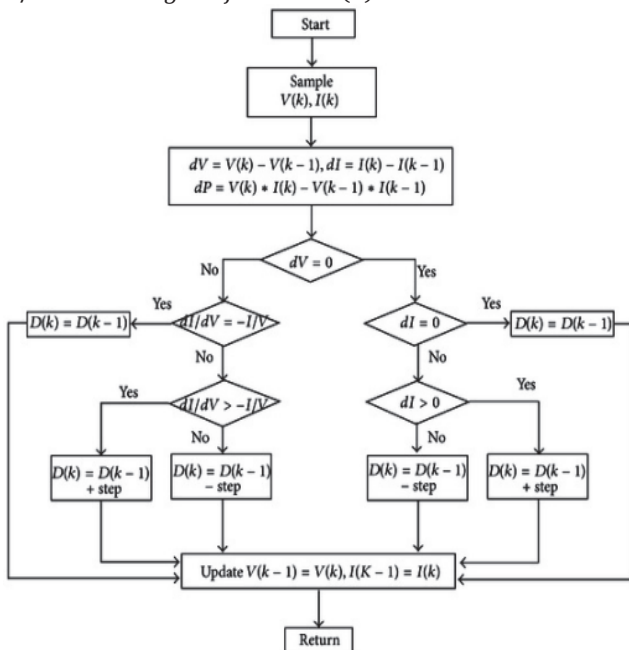 Start
Sample
V(k), I(k)
dV = V(k) − V(k − 1), dI = I(k) − I(k − 1)
dP = V(k) * I(k) − V(k − 1) * I(k − 1)
dV = 0
No
Yes
Yes
dI/dV = −I/V
D(k) = D(k − 1)
dI = 0
Yes
D(k) = D(k − 1)
No
No
Yes
dI/dV > −I/V
dI > 0
Yes
No
No
D(k) = D(k − 1)
+ step
D(k) = D(k − 1)
− step
D(k) = D(k − 1)
− step
D(k) = D(k − 1)
+ step
Update V(k − 1) = V(k), I(K − 1) = I(k)
Return